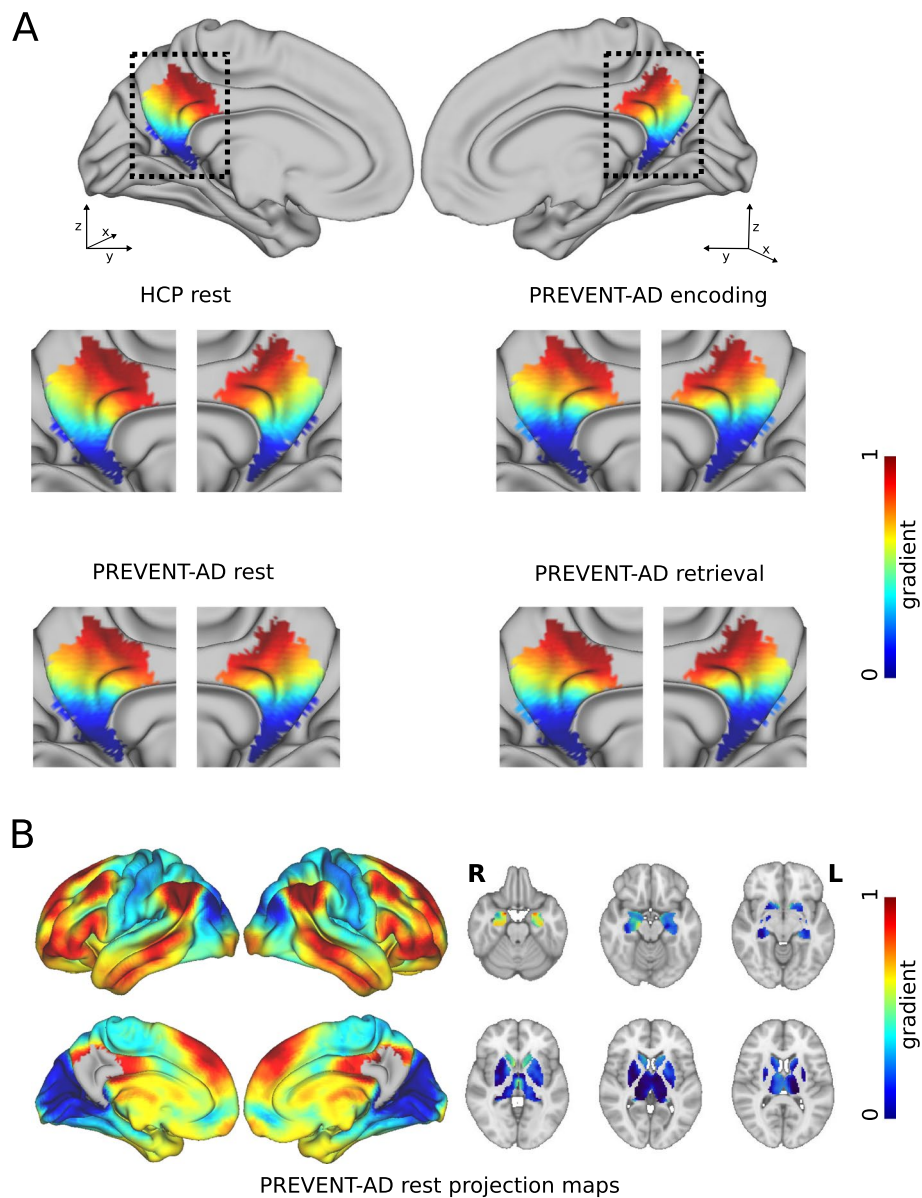 A
z x y
z x y
HCP rest
PREVENT-AD encoding
1
gradient
0
PREVENT-AD rest
PREVENT-AD retrieval
B
R L
1
gradient
0
PREVENT-AD rest projection maps